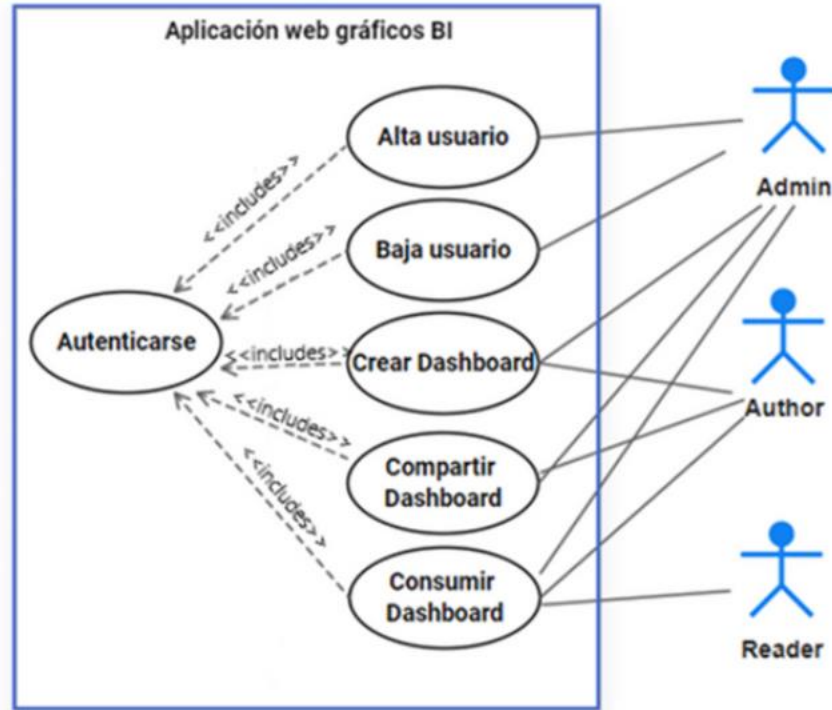 Aplicación web gráficos BI
Alta usuario
Admin
<<includes>>
Baja usuario
<<includes>>
Autenticarse
<<includes>>
Crear Dashboard
Author
<<includes>>
Compartir
Dashboard
<<includes>>
Consumir
Dashboard
Reader